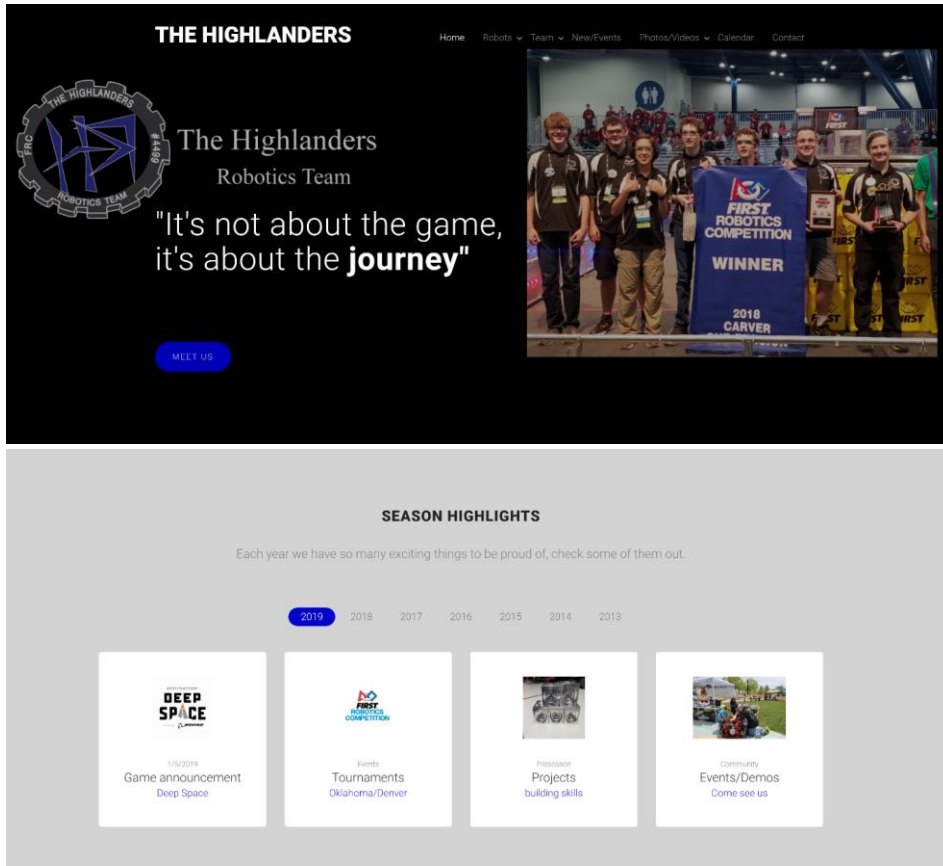 THE HIGHLANDERS
Home Robots Team New/Events Photos/Videos Calendar Contact
THE HIGHLANDERS
FRC
#4499
ROBOTICS TEAM
The Highlanders
Robotics Team
"It's not about the game,
it's about the journey"
MEET US
FIRST
FIRST
ROBOTICS
COMPETITION
WINNER
2018
CARVER
FIRST
FIRST
SEASON HIGHLIGHTS
Each year we have so many exciting things to be proud of, check some of them out.
2019 2018 2017 2016 2015 2014 2013
DEEP
SPACE
FIRST
ROBOTICS
COMPETITION
1/5/2019
Game announcement
Deep Space
Events
Tournaments
Oklahoma/Denver
Preseason
Projects
building skills
Community
Events/Demos
Come see us